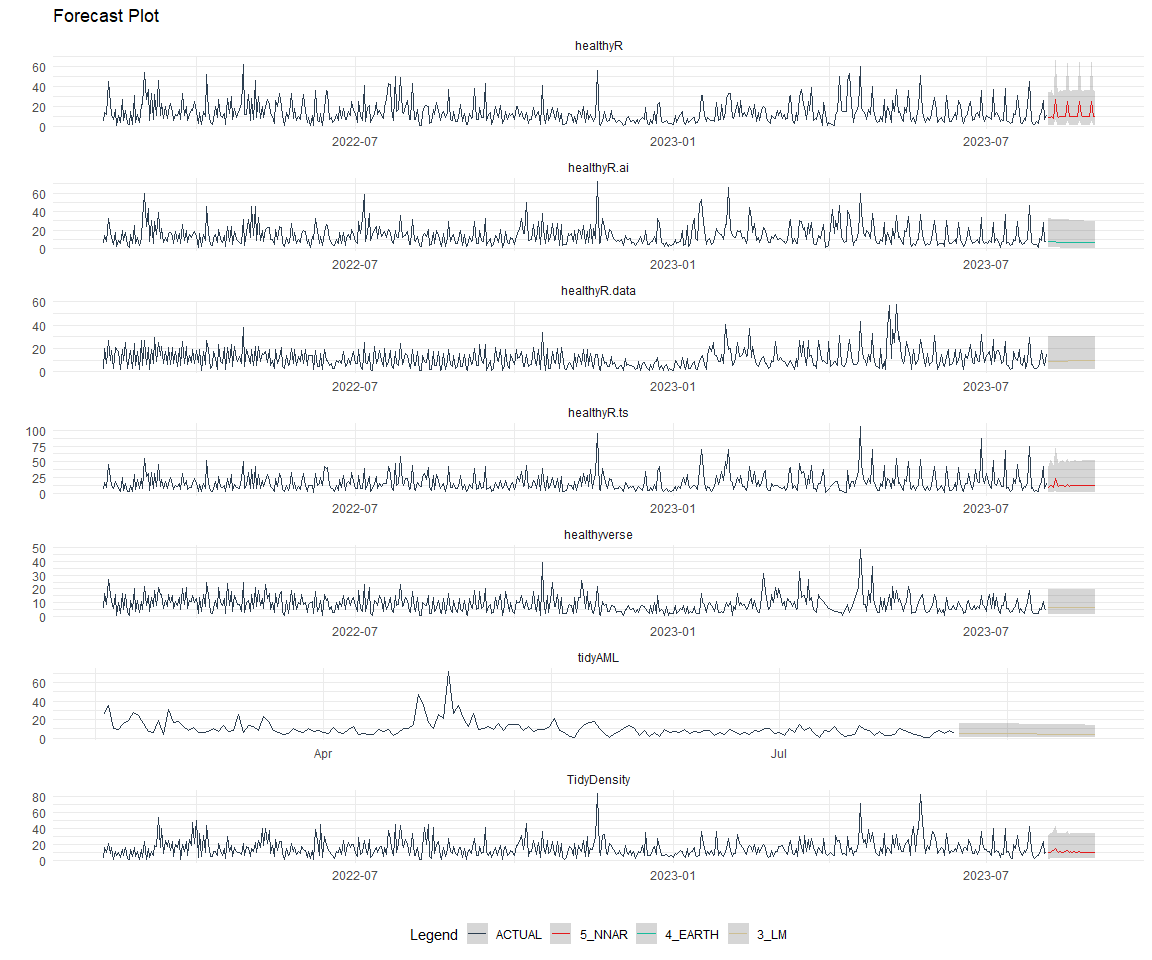 Forecast Plot
healthyR
60
40
20
0
2022-07 2023-01 2023-07
healthyR.ai
60
40
20
0
2022-07 2023-01 2023-07
healthyR.data
60
40
20
0
2022-07 2023-01 2023-07
healthyR.ts
100
75
50
25
0
2022-07 2023-01 2023-07
healthyverse
50
40
30
20
10
0
2022-07 2023-01 2023-07
tidyAML
60
40
20
0
Apr Jul
TidyDensity
80
60
40
20
0
2022-07 2023-01 2023-07
Legend ACTUAL 5_NNAR 4_EARTH 3_LM